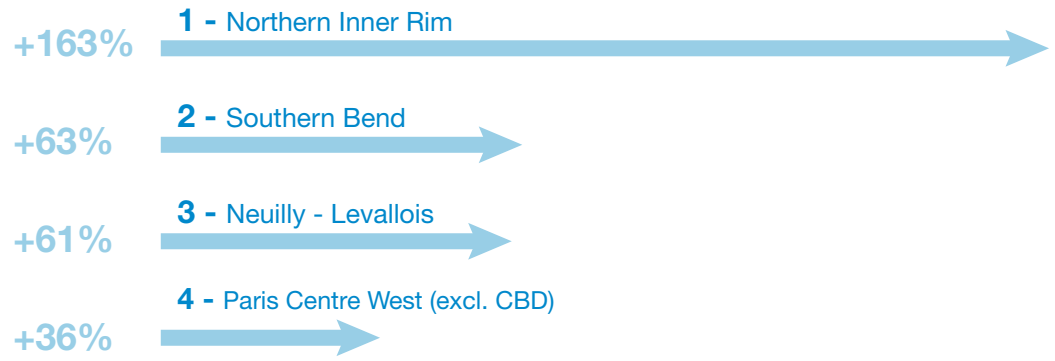 1 - Northern Inner Rim
+163%
2 - Southern Bend
+63%
3 - Neuilly - Levallois
+61%
4 - Paris Centre West (excl. CBD)
+36%